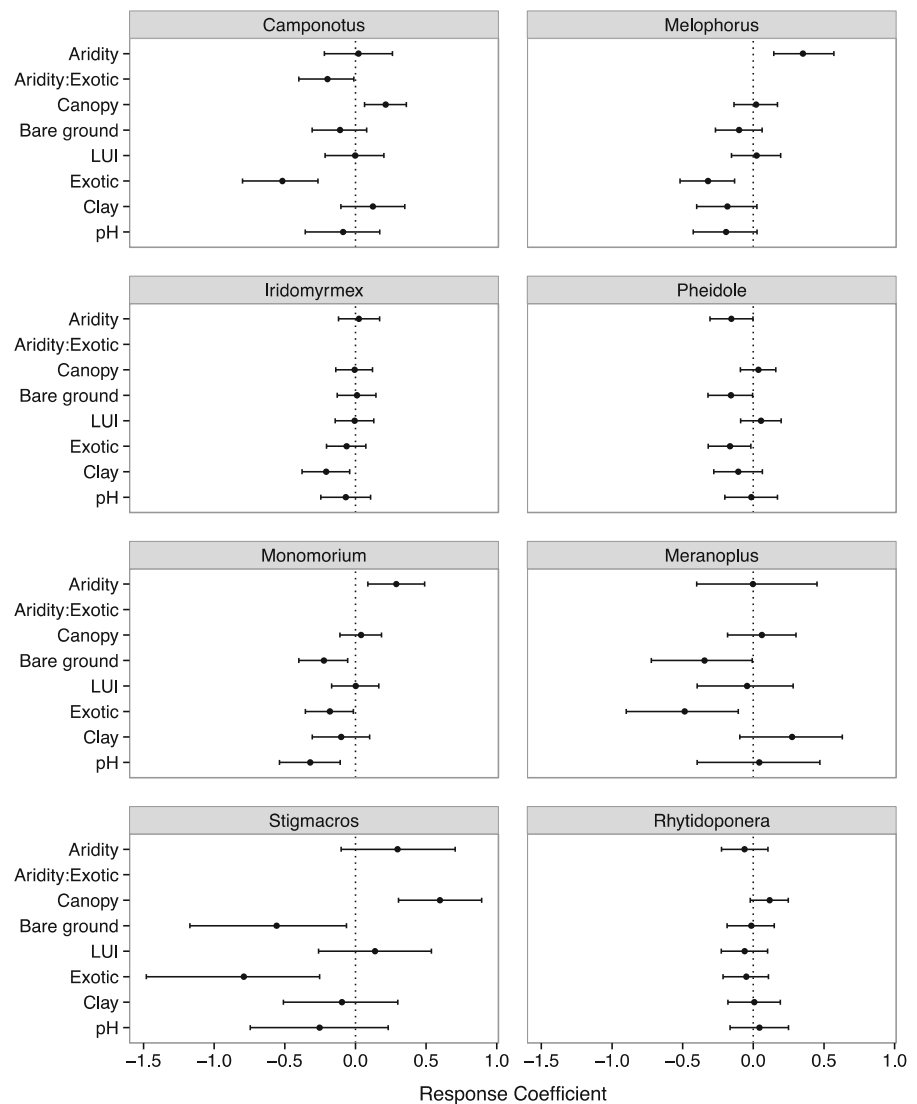 Camponotus Melophorus
Aridity
Aridity:Exotic
Canopy
Bare ground
LUI
Exotic
Clay
pH
Iridomyrmex Pheidole
Aridity
Aridity:Exotic
Canopy
Bare ground
LUI
Exotic
Clay
pH
Monomorium Meranoplus
Aridity
Aridity:Exotic
Canopy
Bare ground
LUI
Exotic
Clay
pH
Stigmacros Rhytidoponera
Aridity
Aridity:Exotic
Canopy
Bare ground
LUI
Exotic
Clay
pH
−1.5 −1.0 −0.5 0.0 0.5 1.0 −1.5 −1.0 −0.5 0.0 0.5 1.0
Response Coefficient